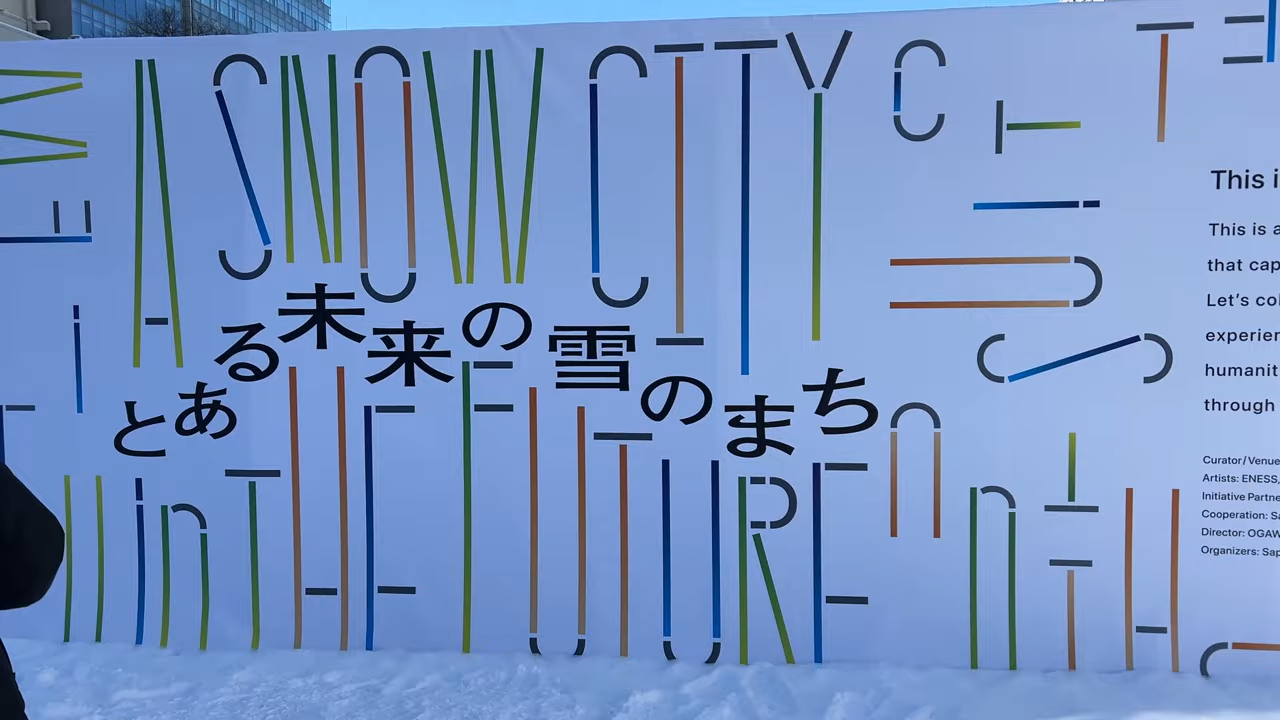 A SNOW CITY
とある未来の雪のまち
in THE FUTURE
This i
This is a
that cap
Let's co
experien
humanit
through
Curator/Venue
Artists: ENESS,
Initiative Partne
Cooperation: Sa
Director: OGAW
Organizers: Sap